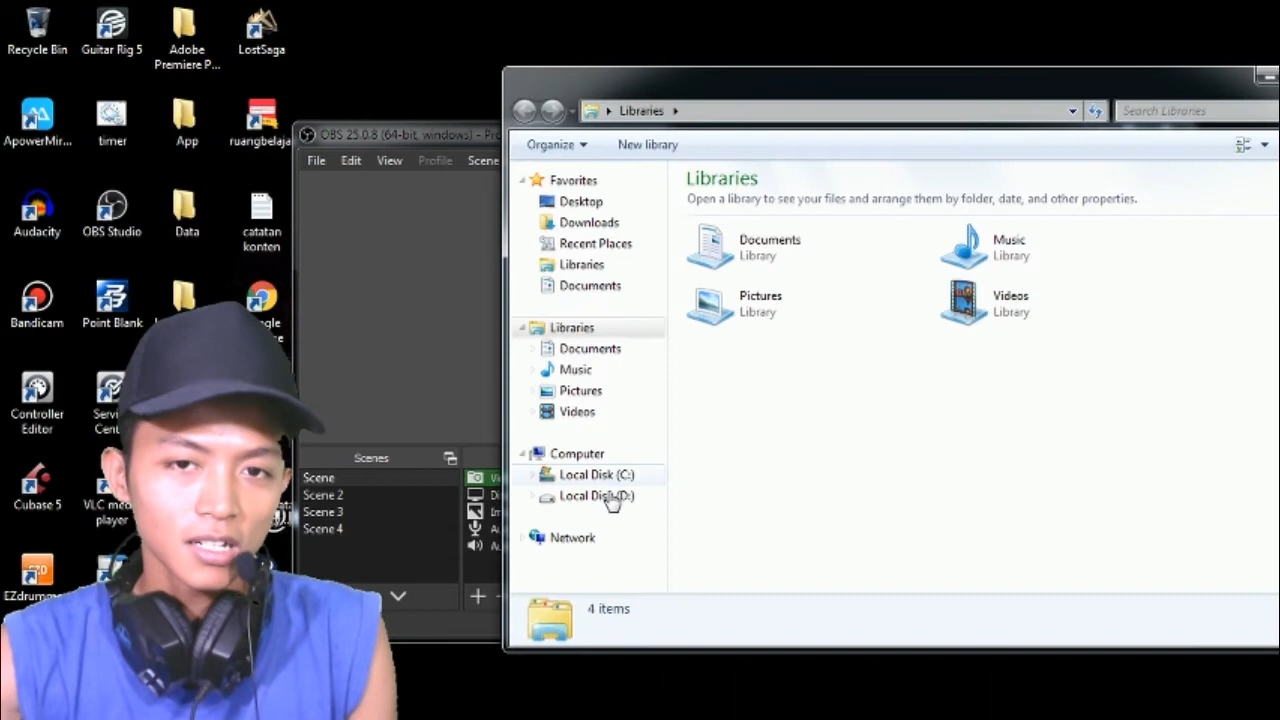 Recycle Bin
Guitar Rig 5
Adobe
Premiere P...
LostSaga
ApowerMir...
timer
App
ruangbelaja
Audacity
OBS Studio
Data
catatan
konten
Bandicam
Point Blank
Controller
Editor
Cubase 5
VLC me
player
EZdrumm
OBS 25.0.8 (64-bit, windows) - Pro
File
Edit
View
Profile
Scene
Scenes
Scene
Scene 2
Scene 3
Scene 4
Libraries
Search Libraries
Organize
New library
Favorites
Desktop
Downloads
Recent Places
Libraries
Documents
Libraries
Documents
Music
Pictures
Videos
Computer
Local Disk (C:)
Local Disk (D:)
Network
Libraries
Open a library to see your files and arrange them by folder, date, and other properties.
Documents
Library
Music
Library
Pictures
Library
Videos
Library
4 items